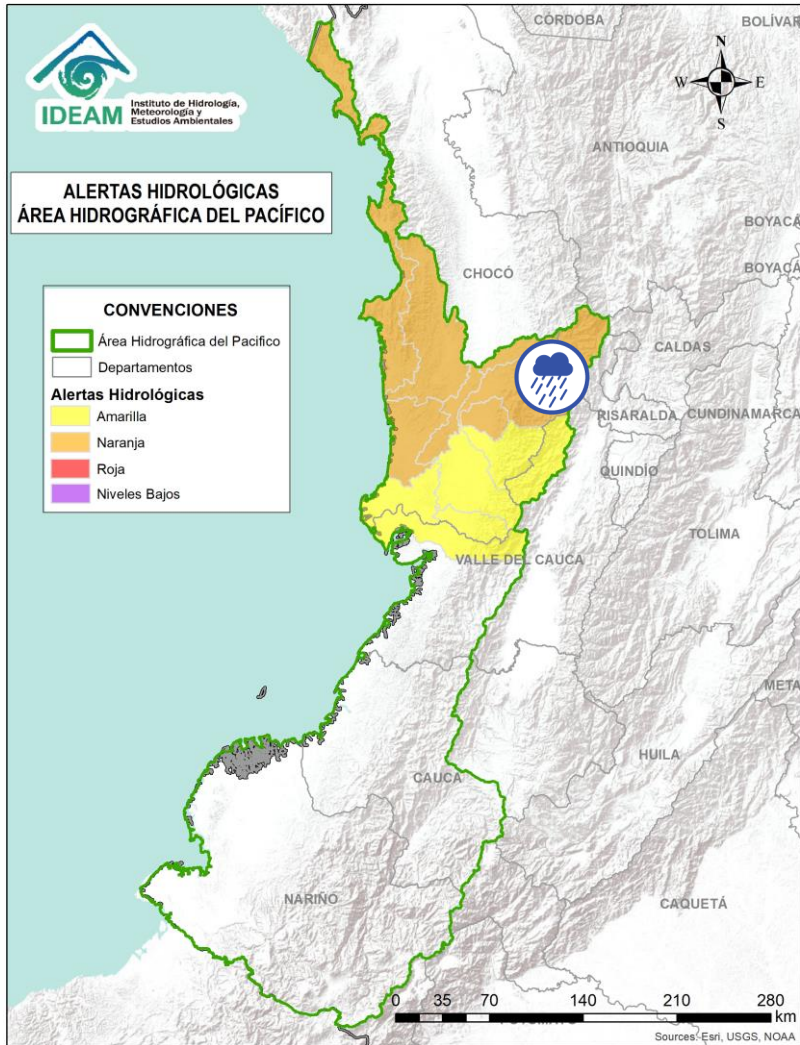 IDEAM
Instituto de Hidrología,
Meteorología y
Estudios Ambientales
ALERTAS HIDROLÓGICAS
ÁREA HIDROGRÁFICA DEL PACÍFICO
CONVENCIONES
Área Hidrográfica del Pacifico
Departamentos
Alertas Hidrológicas
Amarilla
Naranja
Roja
Niveles Bajos
CÓRDOBA
BOLÍVAR
N
W
E
S
ANTIOQUIA
BOYACÁ
CHOCÓ
BOYACÁ
CALDAS
RISARALDA
CUNDINAMARCA
QUINDÍO
TOLIMA
VALLE DEL CAUCA
META
HUILA
CAUCA
NARIÑO
CAQUETÁ
0 35 70 140 210 280
km
Sources: Esri, USGS, NOAA